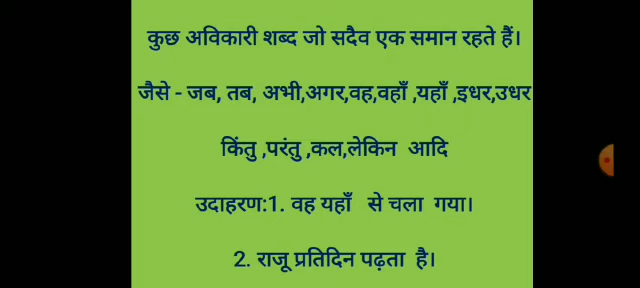 कुछ अविकारी शब्द जो सदैव एक समान रहते हैं।
जैसे - जब, तब, अभी,अगर,वह,वहाँ ,यहाँ ,इधर,उधर
किंतु ,परंतु ,कल,लेकिन आदि
उदाहरण:1. वह यहाँ से चला गया।
2. राजू प्रतिदिन पढ़ता है।